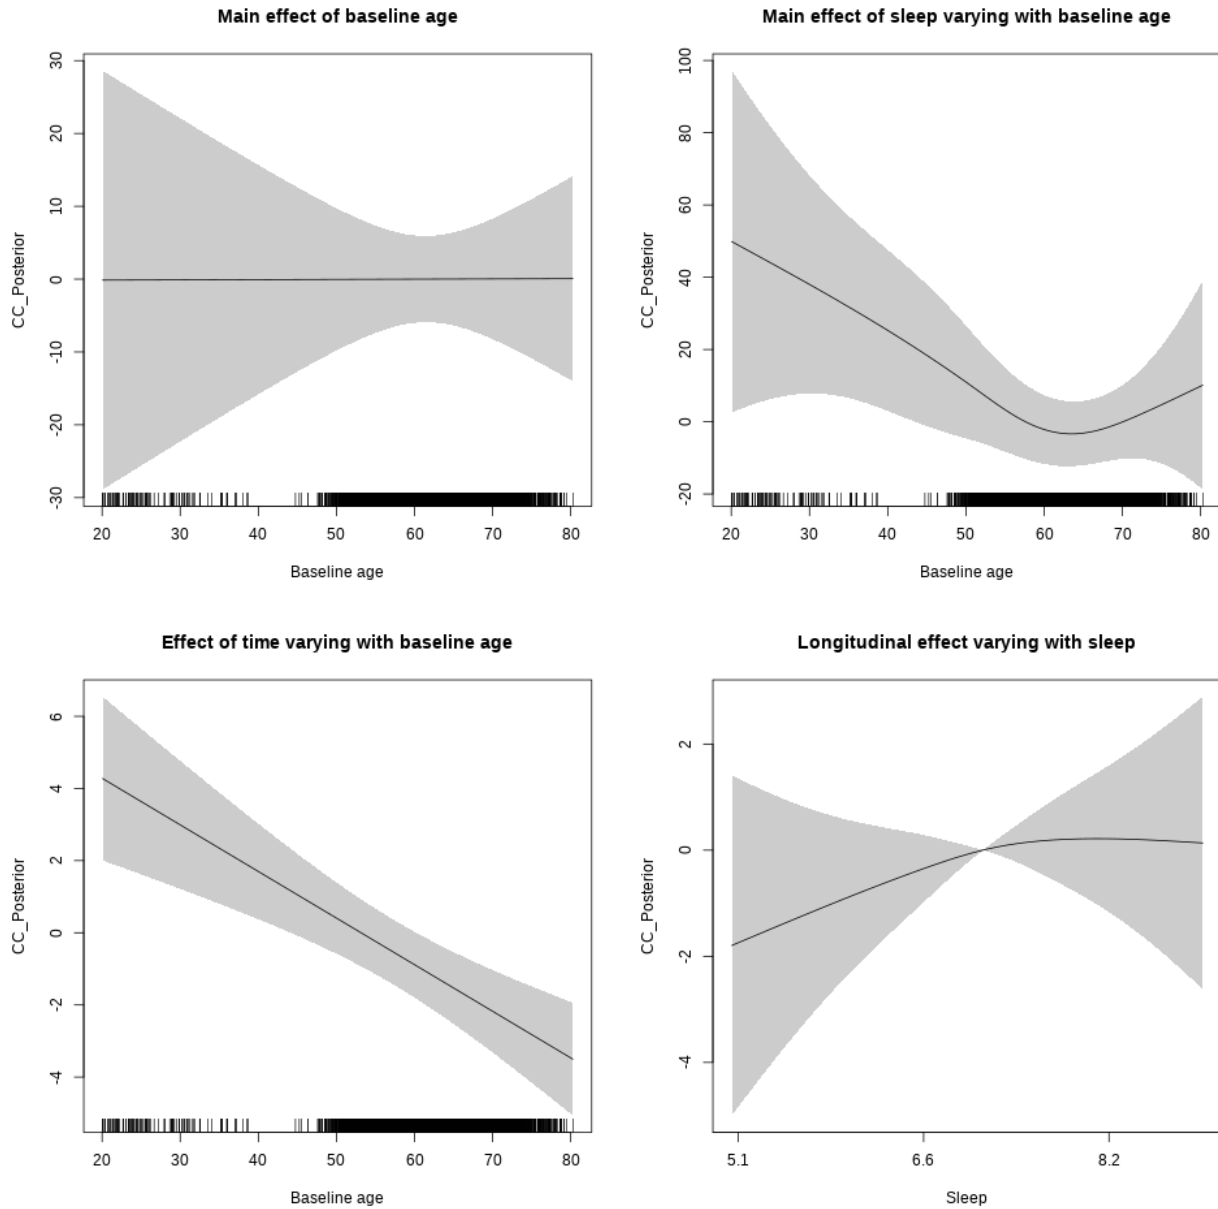 Main effect of baseline age
CC_Posterior
30
20
10
0
-10
-20
-30
20 30 40 50 60 70 80
Baseline age
Main effect of sleep varying with baseline age
CC_Posterior
100
80
60
40
20
0
-20
20 30 40 50 60 70 80
Baseline age
Effect of time varying with baseline age
CC_Posterior
6
4
2
0
-2
-4
20 30 40 50 60 70 80
Baseline age
Longitudinal effect varying with sleep
CC_Posterior
2
0
-2
-4
5.1 6.6 8.2
Sleep